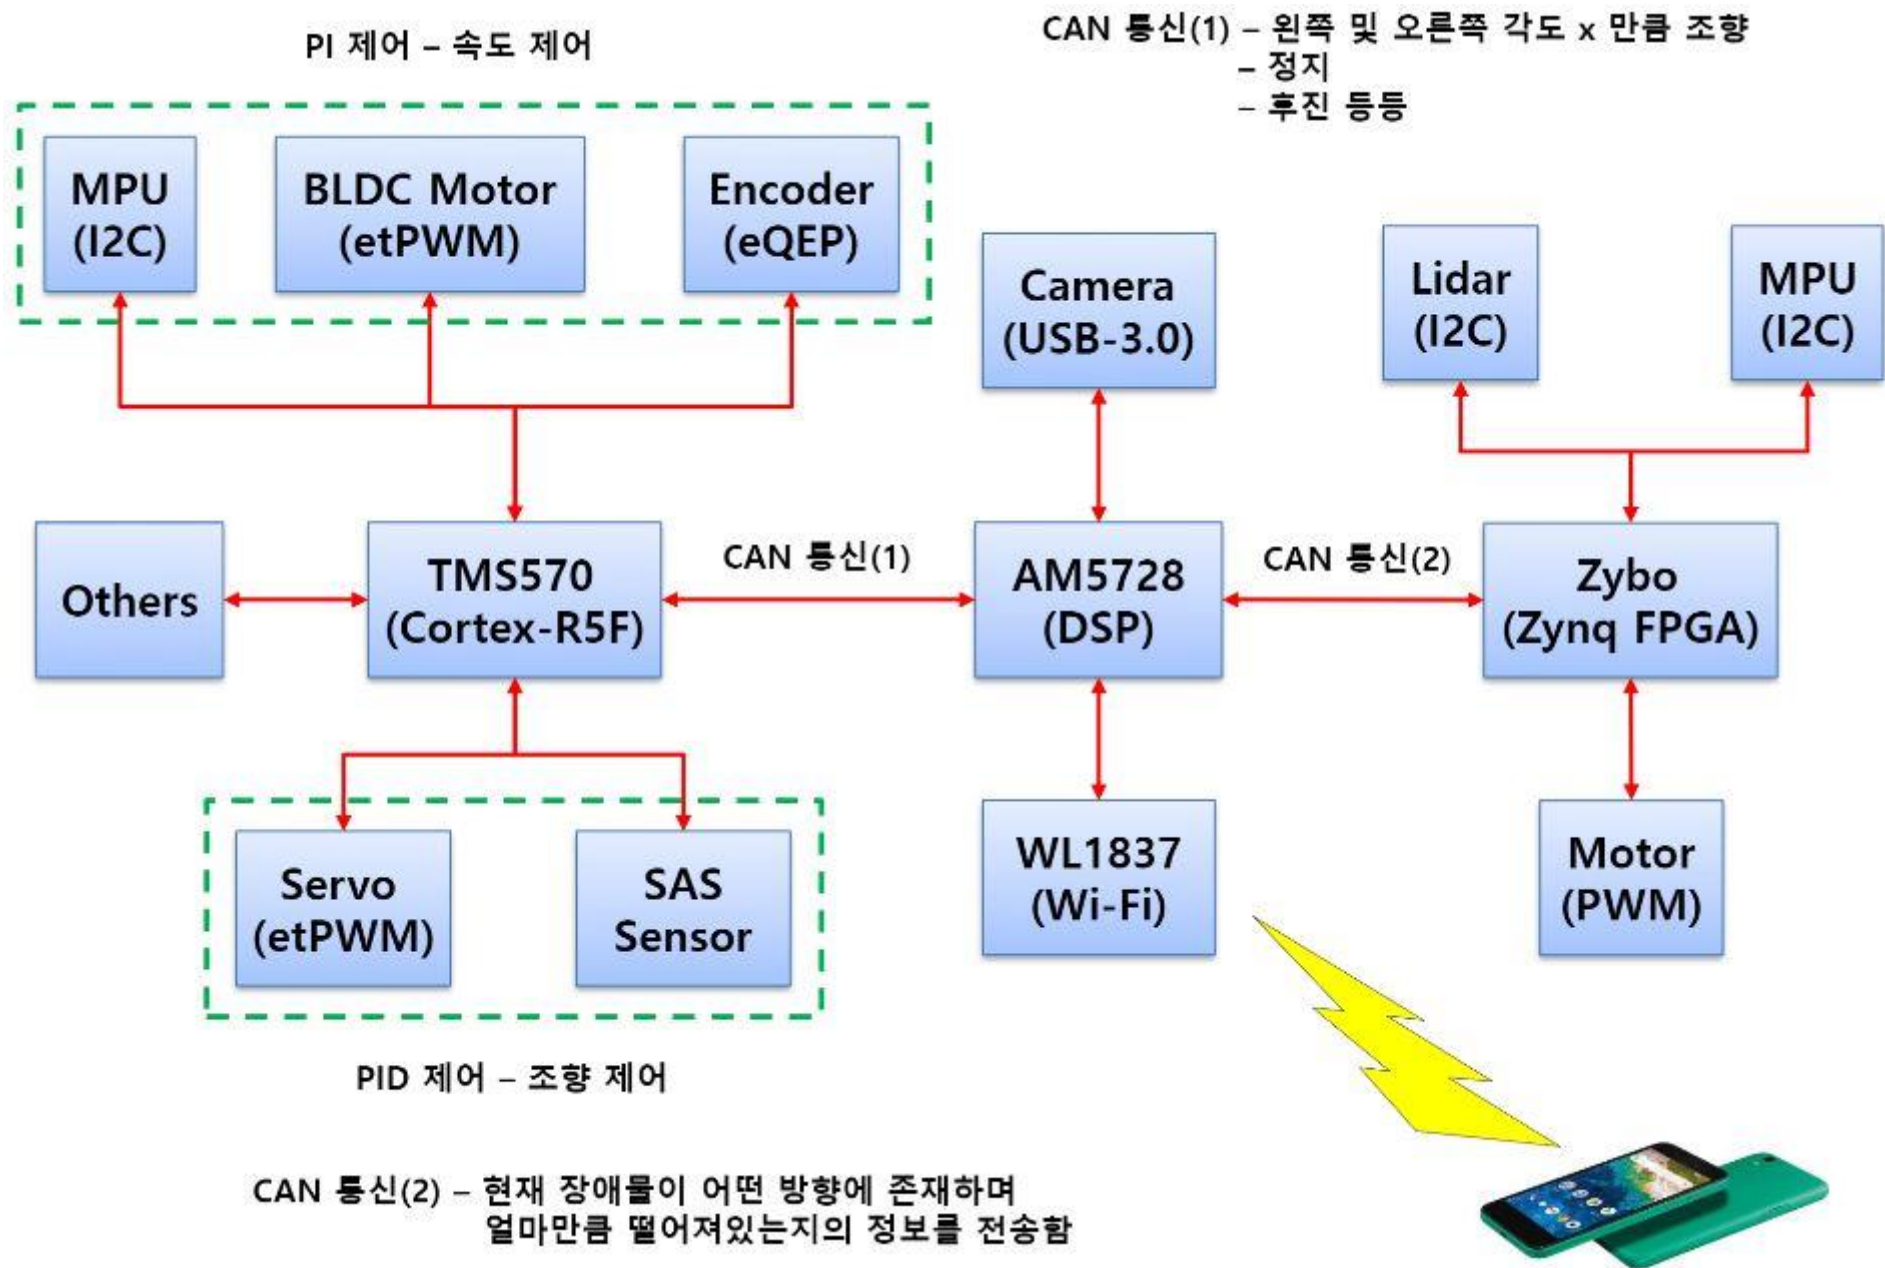 PI 제어 – 속도 제어
CAN 통신(1) – 왼쪽 및 오른쪽 각도 x 만큼 조향
– 정지
– 후진 등등
MPU
(I2C)
BLDC Motor
(etPWM)
Encoder
(eQEP)
Camera
(USB-3.0)
Lidar
(I2C)
MPU
(I2C)
Others
TMS570
(Cortex-R5F)
CAN 통신(1)
AM5728
(DSP)
CAN 통신(2)
Zybo
(Zynq FPGA)
Servo
(etPWM)
SAS
Sensor
WL1837
(Wi-Fi)
Motor
(PWM)
PID 제어 – 조향 제어
CAN 통신(2) – 현재 장애물이 어떤 방향에 존재하며
얼마만큼 떨어져있는지의 정보를 전송함